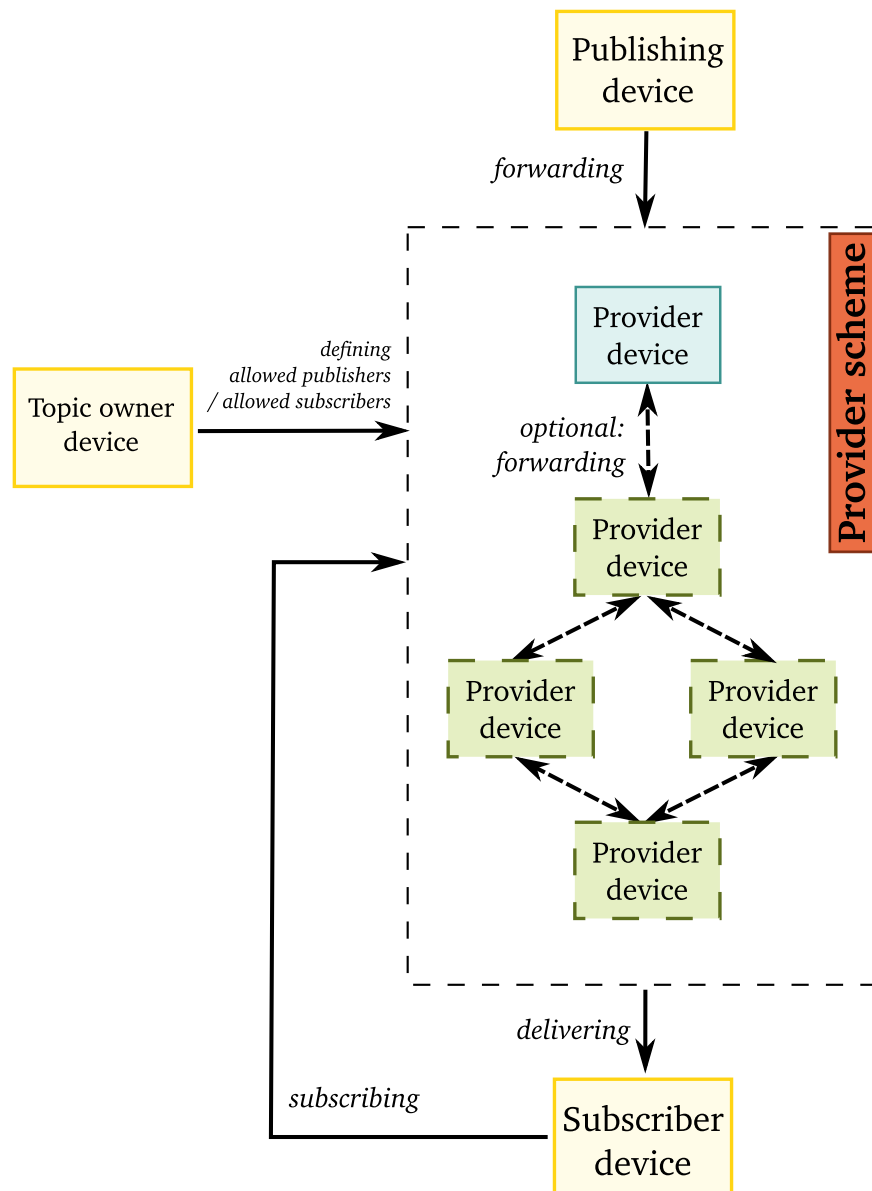 Publishing
device
forwarding
Provider scheme
Provider
device
defining
allowed publishers
/ allowed subscribers
Topic owner
device
optional:
forwarding
Provider
device
Provider
device
Provider
device
Provider
device
delivering
subscribing
Subscriber
device